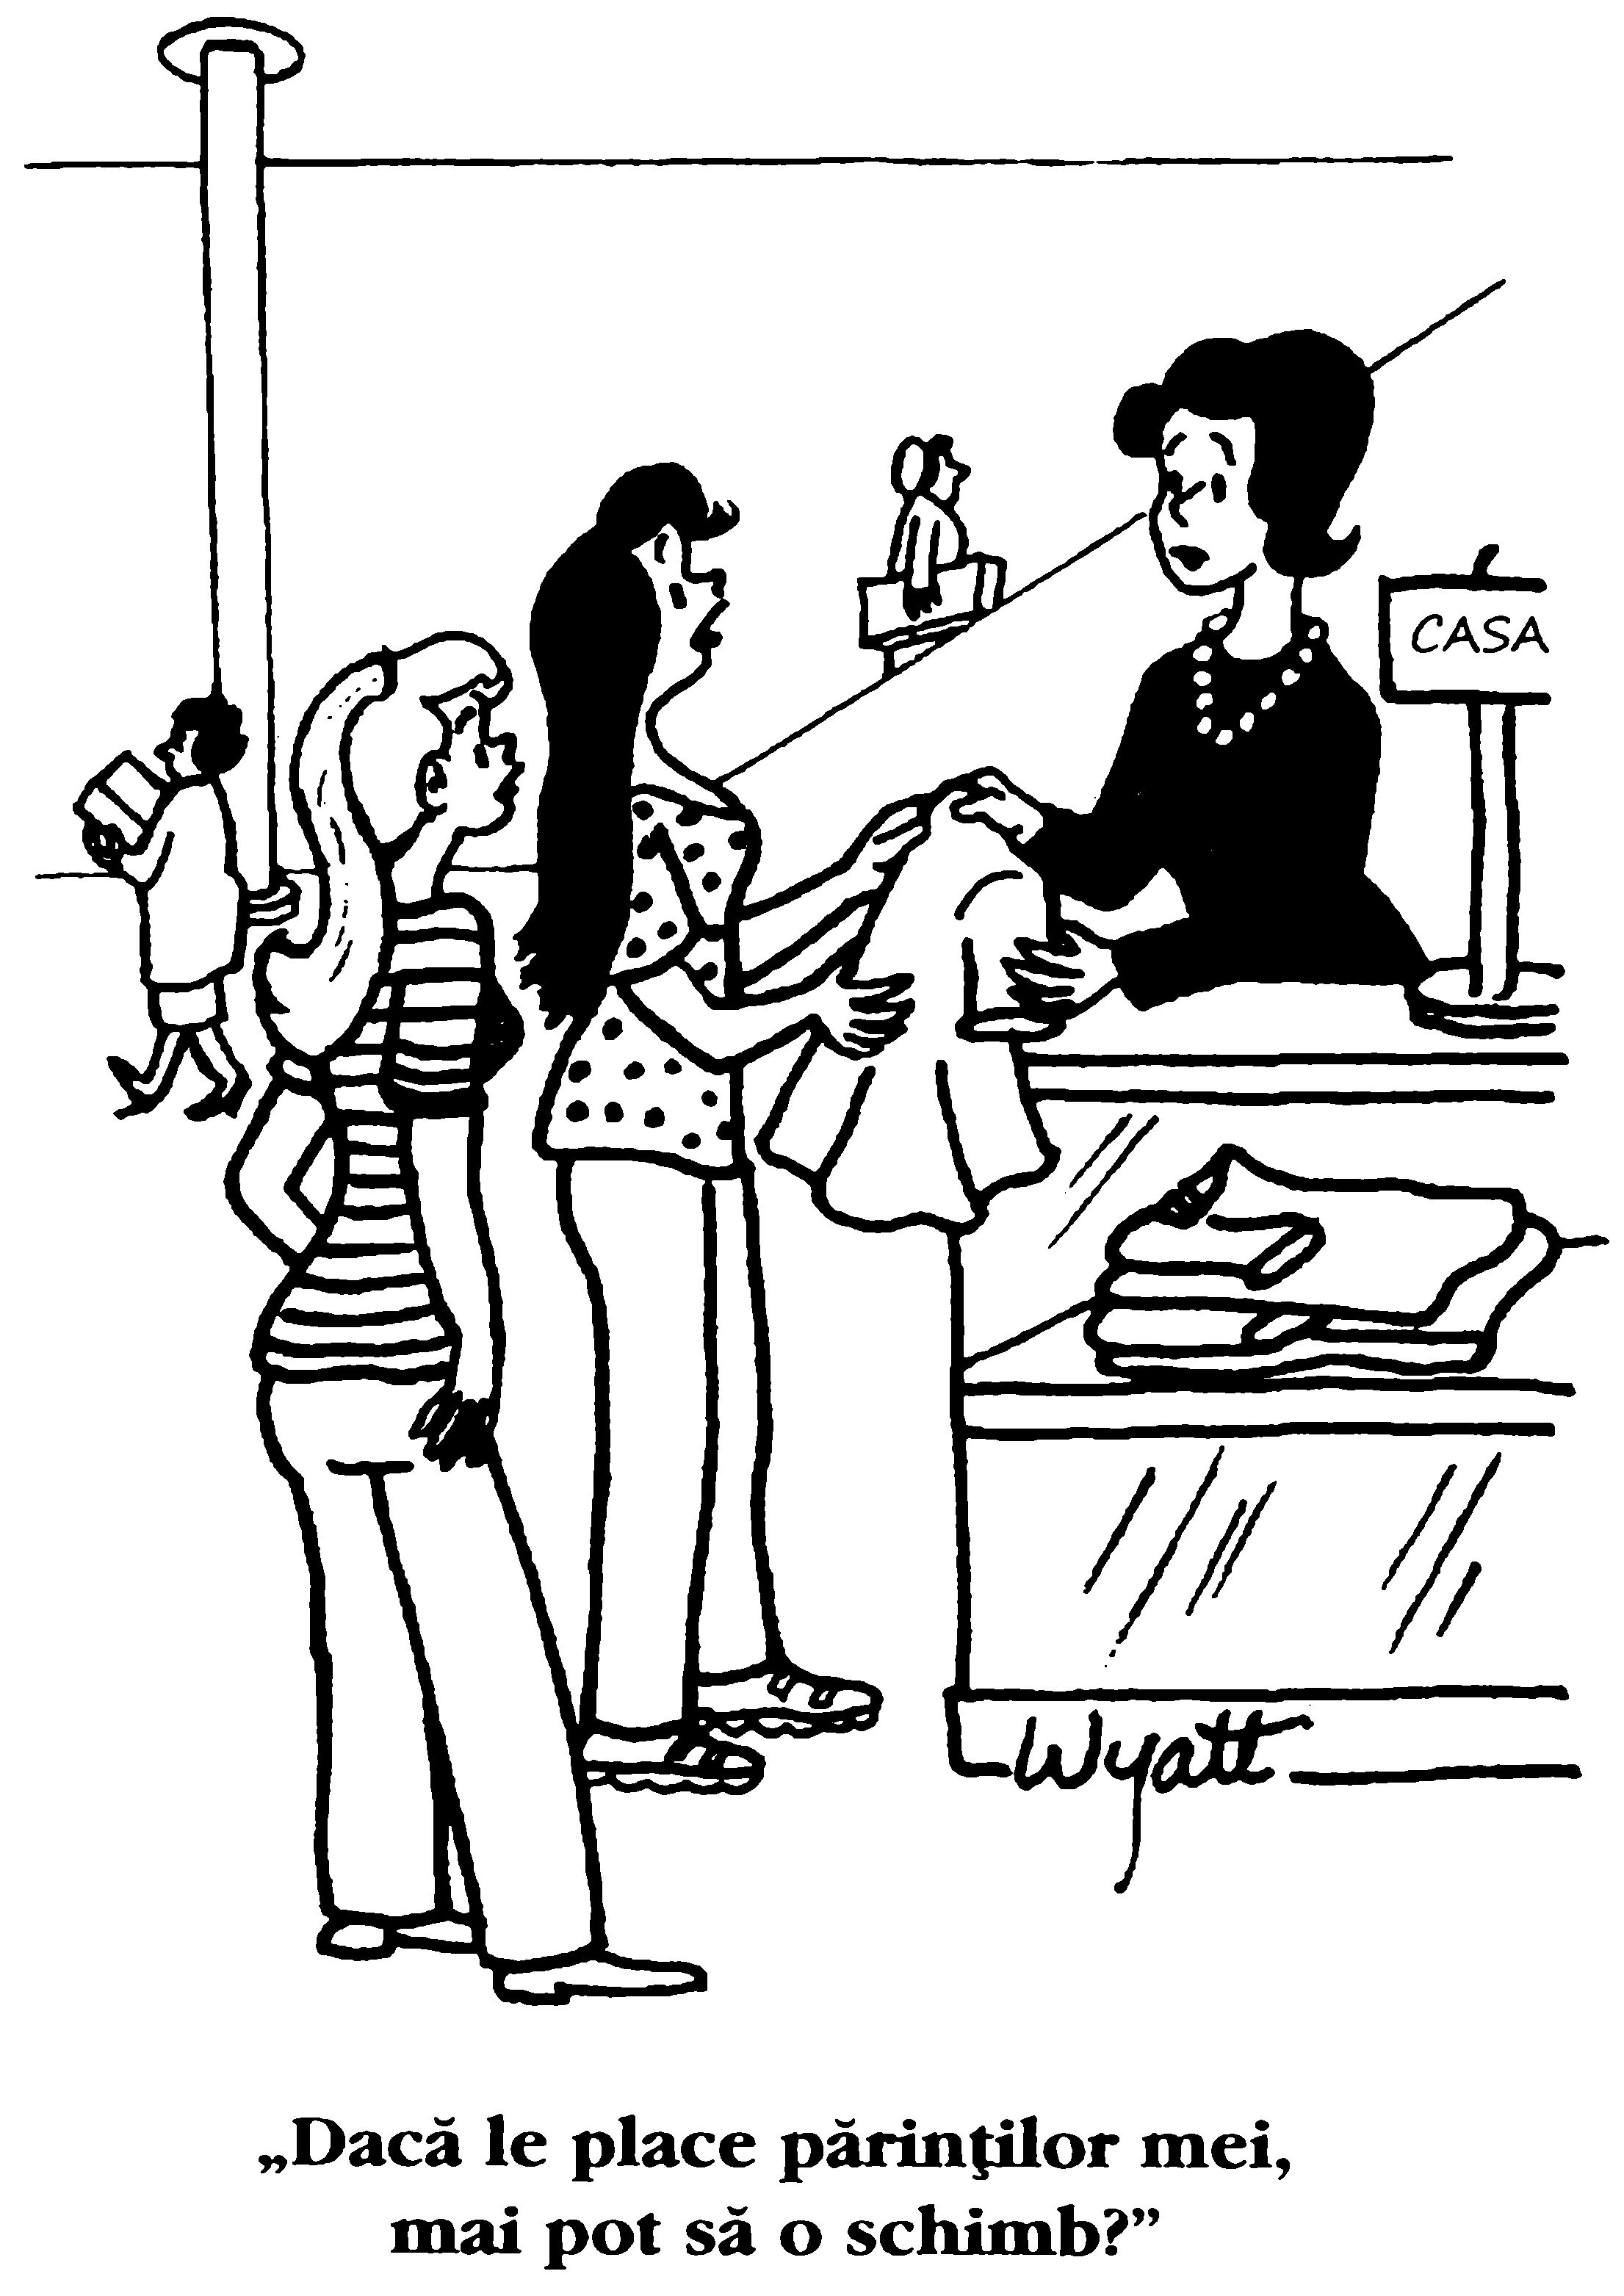 CASA
Wyatt
„Dacă le place părinţilor mei,
mai pot să o schimb?”